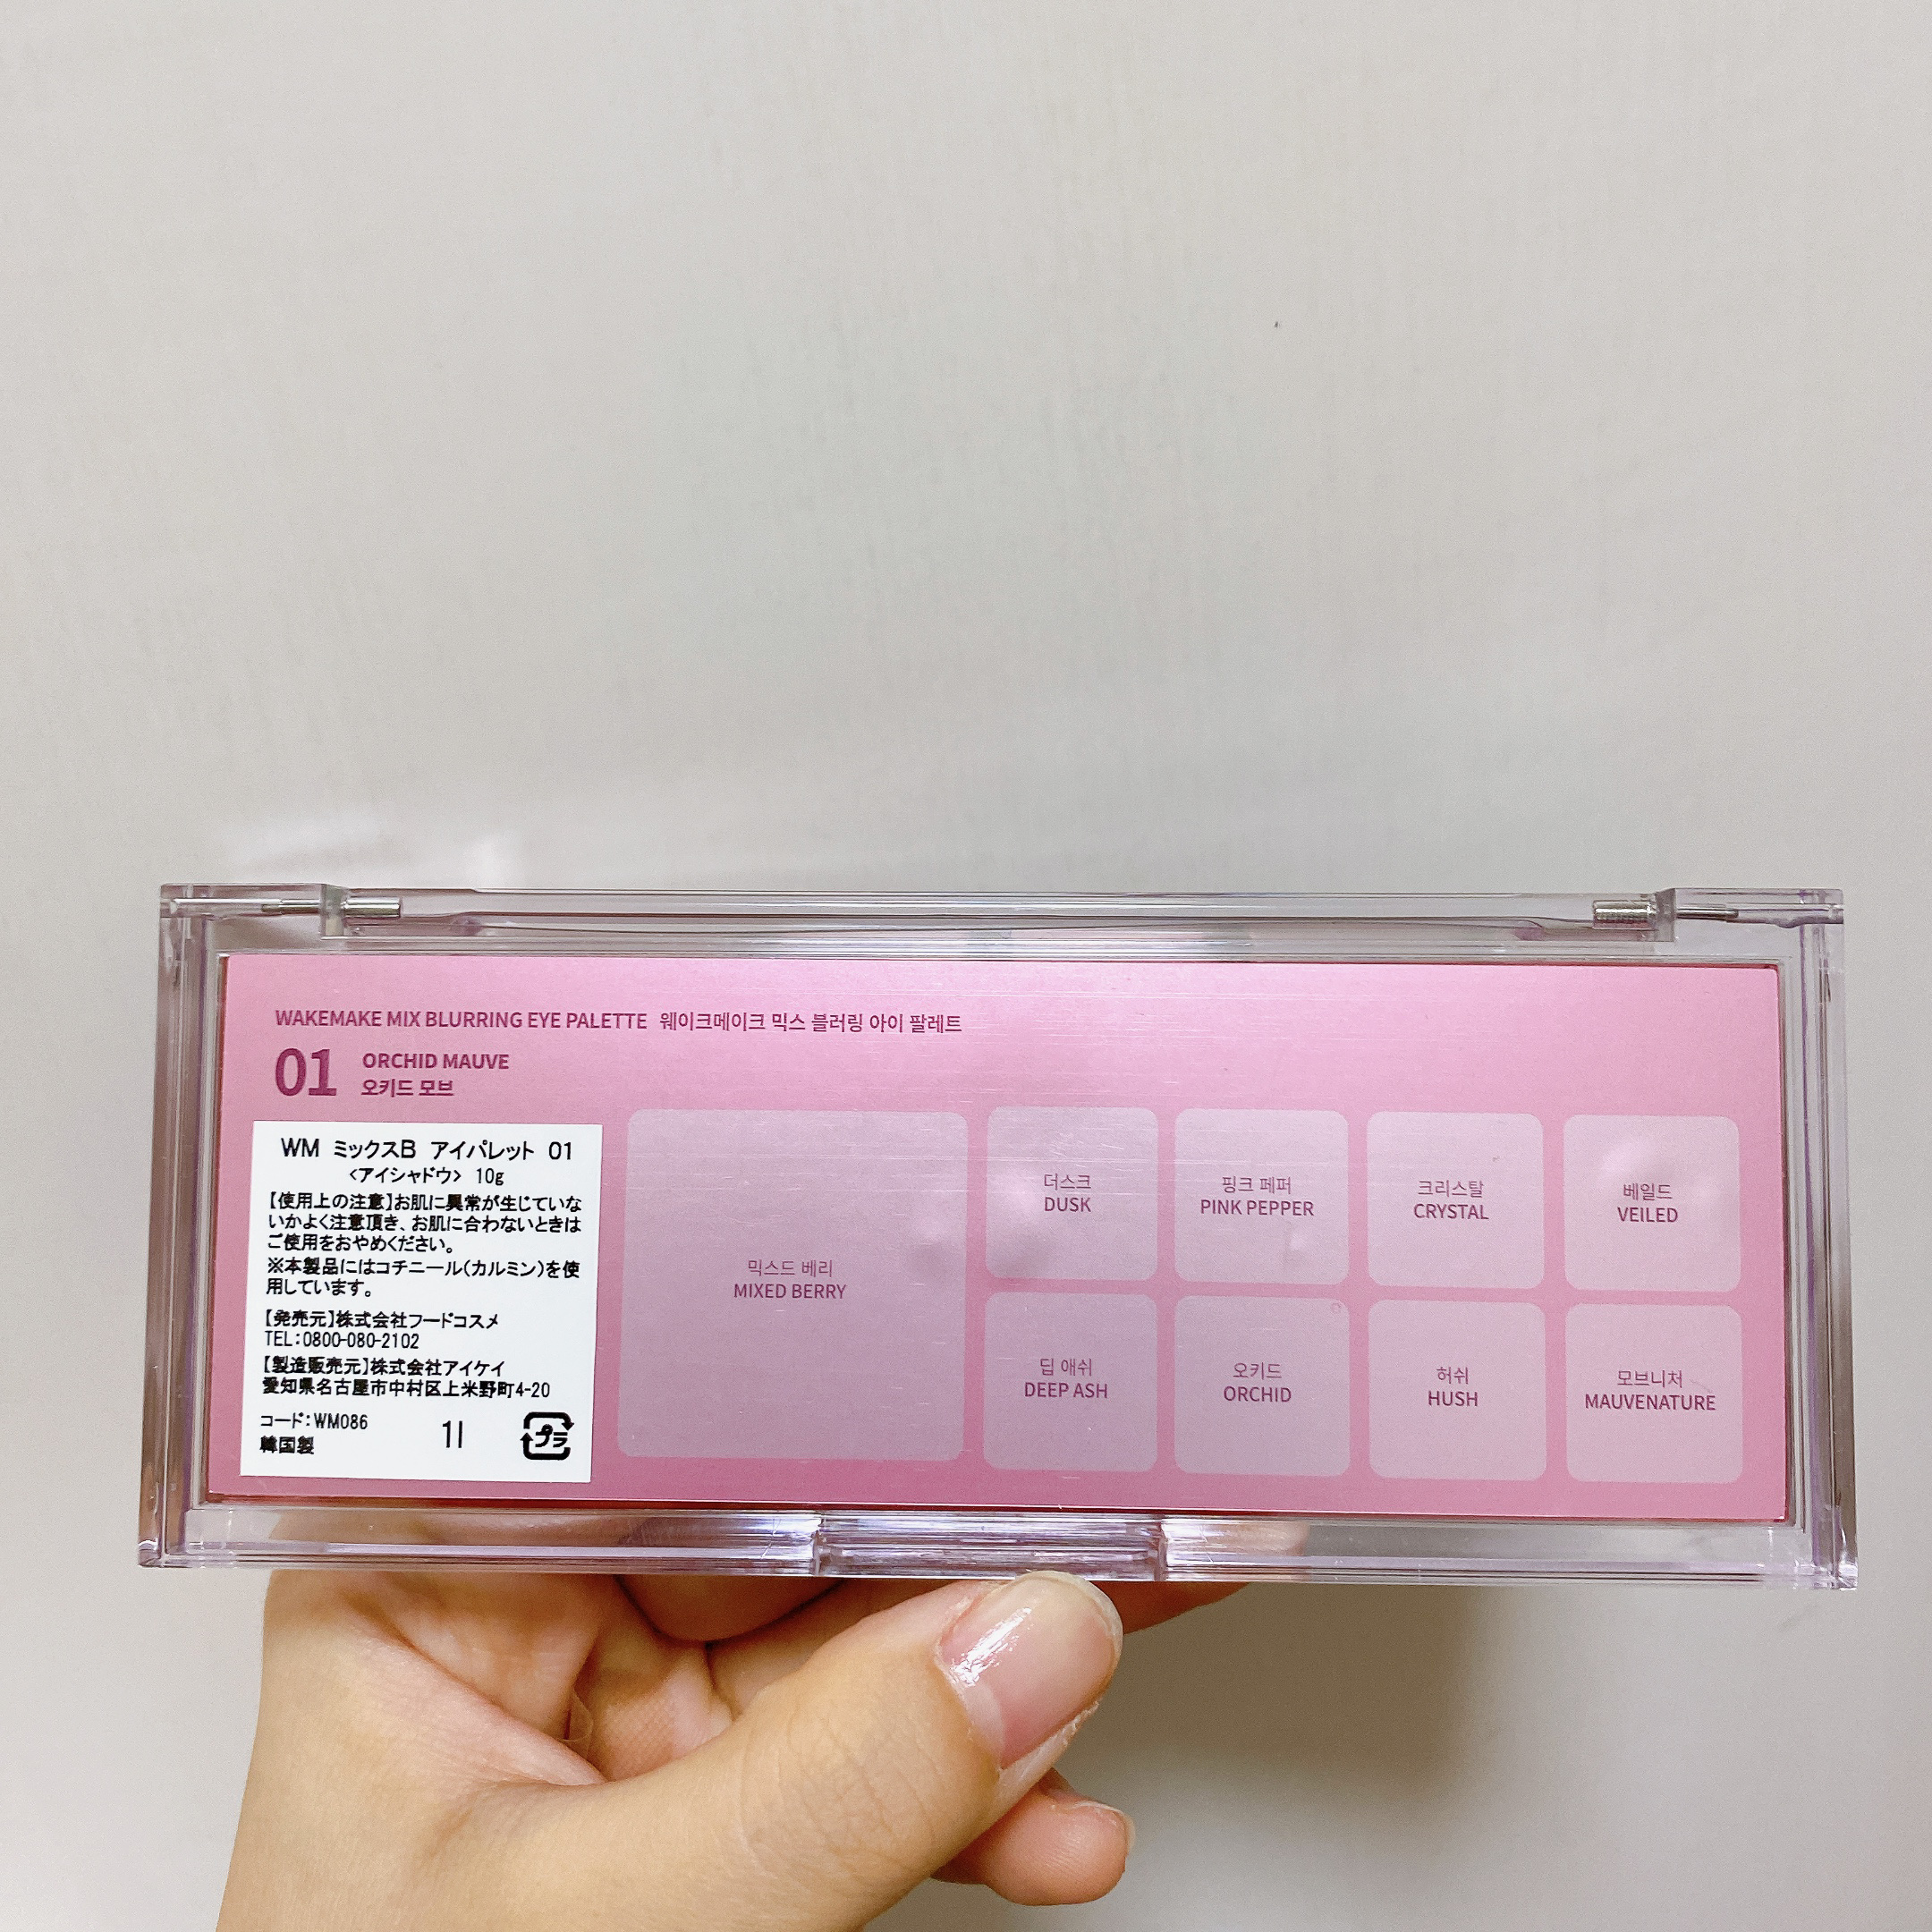 WAKEMAKE MIX BLURRING EYE PALETTE 웨이크메이크 믹스 블러링 아이 팔레트
01
ORCHID MAUVE
오키드 모브
WM ミックスB アイパレット 01
<アイシャドウ> 10g
【使用上の注意】お肌に異常が生じていな
いかよく注意頂き、お肌に合わないときは
ご使用をおやめください。
※本製品にはコチニール(カルミン)を使
用しています。
【発売元】株式会社フードコスメ
TEL:0800-080-2102
【製造販売元】株式会社アイケイ
愛知県名古屋市中村区上米野町4-20
コード:WM086
韓国製
11
プラ
믹스드 베리
MIXED BERRY
더스크
DUSK
핑크 페퍼
PINK PEPPER
크리스탈
CRYSTAL
베일드
VEILED
딥 애쉬
DEEP ASH
오키드
ORCHID
허쉬
HUSH
모브니처
MAUVENATURE